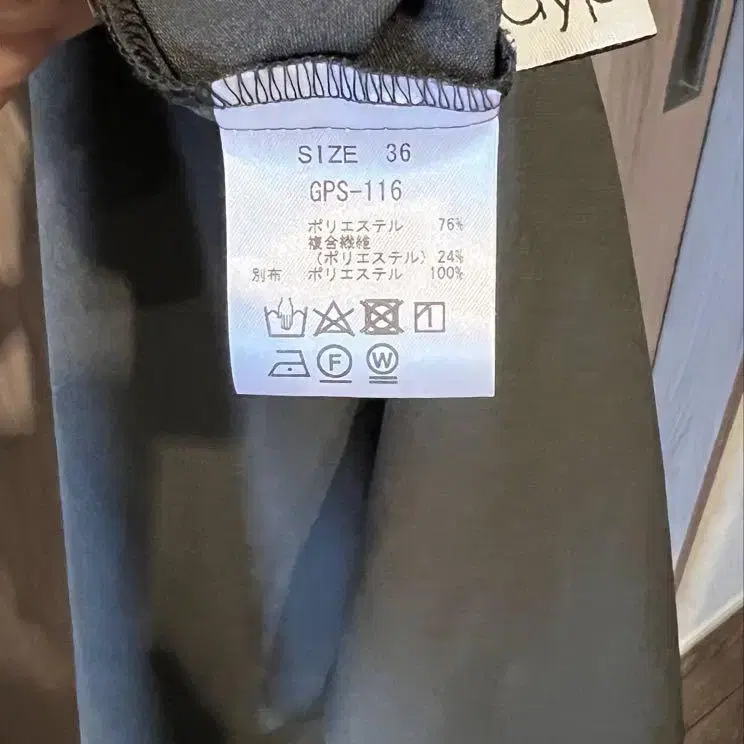 SIZE 36
GPS-116
ポリエステル 76%
複合繊維
(ポリエステル) 24%
別布 ポリエステル 100%
F W